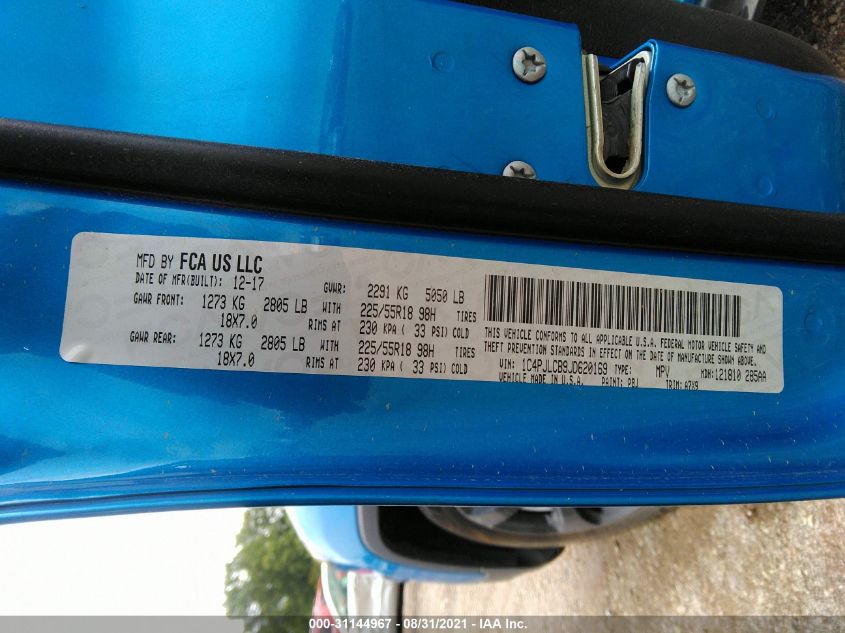 MFD BY FCA US LLC
DATE OF MFR(BUILT): 12-17 GVWR: 2291 KG 5050 LB
GAWR FRONT: 1273 KG 2805 LB WITH 225/55R18 98H TIRES
18X7.0 RIMS AT 230 KPA ( 33 PSI) COLD
GAWR REAR: 1273 KG 2805 LB WITH 225/55R18 98H TIRES
18X7.0 RIMS AT 230 KPA ( 33 PSI) COLD
THIS VEHICLE CONFORMS TO ALL APPLICABLE U.S.A. FEDERAL MOTOR VEHICLE SAFETY AND
THEFT PREVENTION STANDARDS IN EFFECT ON THE DATE OF MANUFACTURE SHOWN ABOVE.
VIN: 1C4PJLCB9JD620169 TYPE: MPV MDH:121810 285AA
VEHICLE MADE IN U.S.A. PAINT: PBJ TRIM: A7X9
000-31144967 - 08/31/2021 - IAA Inc.